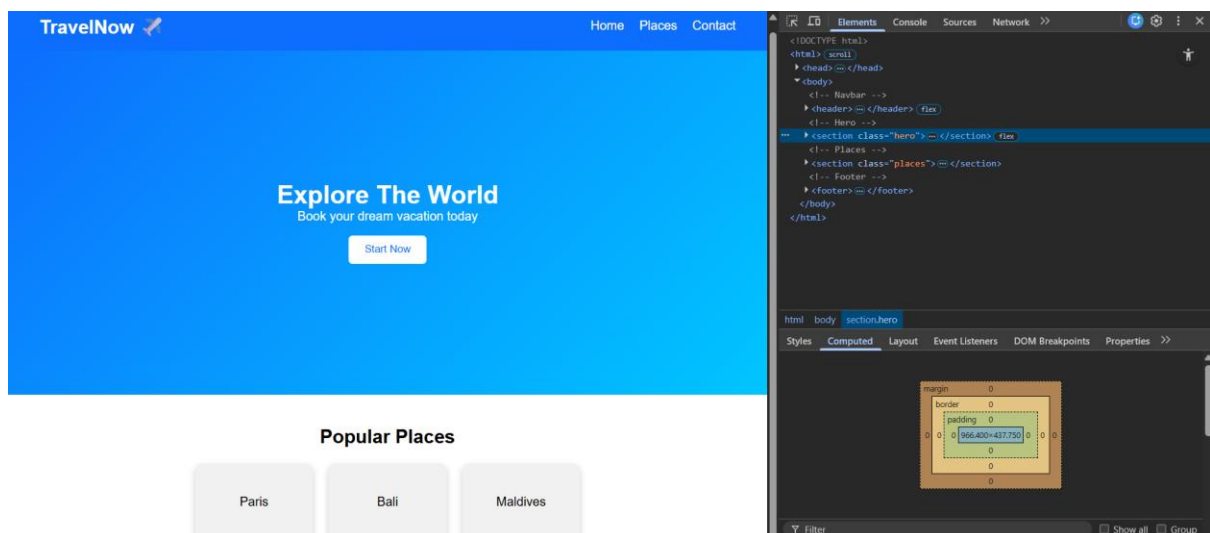 TravelNow ✈️
Home Places Contact
Explore The World
Book your dream vacation today
Start Now
Popular Places
Paris Bali Maldives
Elements Console Sources Network
<!DOCTYPE html>
<html> scroll
<head> … </head>
<body>
<!-- Navbar -->
<header> … </header> flex
<!-- Hero -->
… <section class="hero"> … </section> flex
<!-- Places -->
<section class="places"> … </section>
<!-- Footer -->
<footer> … </footer>
</body>
</html>
html body section.hero
Styles Computed Layout Event Listeners DOM Breakpoints Properties
margin 0
border 0
padding 0
0 0 0 966.400×437.750 0 0 0
0
0
0
Filter Show all Group